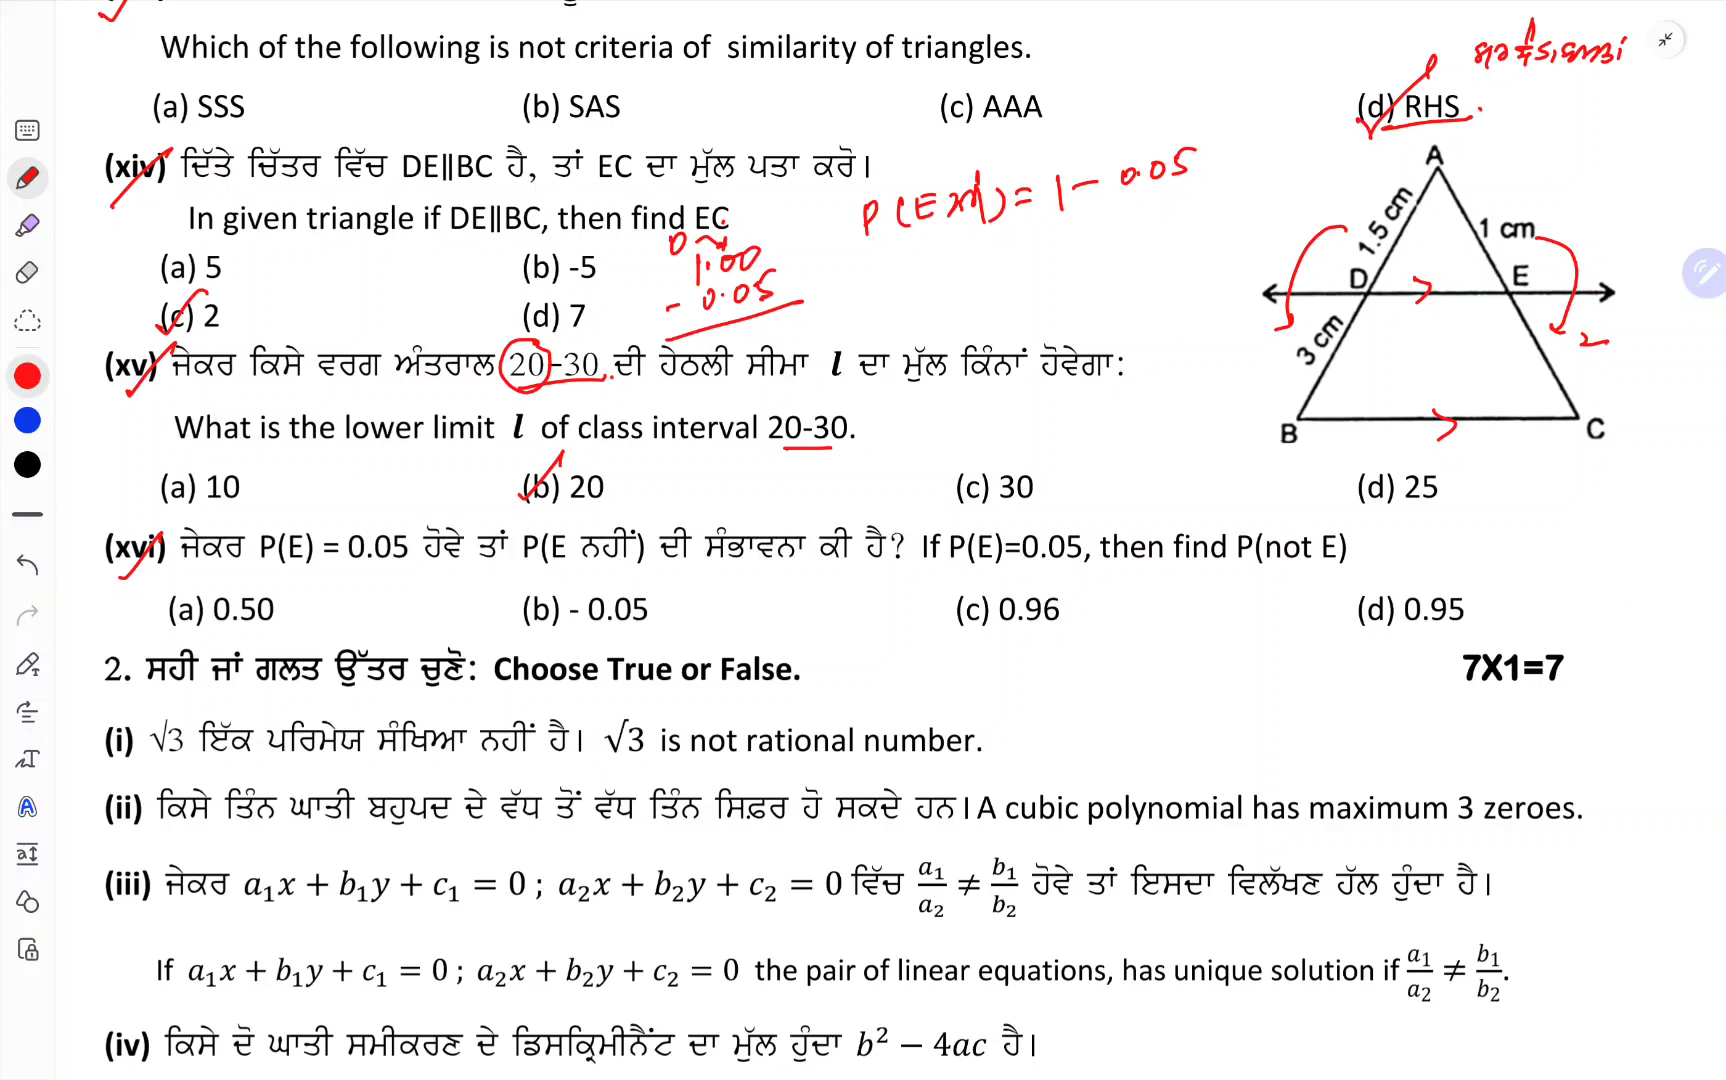 Which of the following is not criteria of similarity of triangles.
(a) SSS (b) SAS (c) AAA (d) RHS
(xiv) ਦਿੱਤੇ ਚਿੱਤਰ ਵਿੱਚ DE∥BC ਹੈ, ਤਾਂ EC ਦਾ ਮੁੱਲ ਪਤਾ ਕਰੋ।
In given triangle if DE∥BC, then find EC
(a) 5 (b) -5
(c) 2 (d) 7
P(E ਨਹੀਂ) = 1 - 0.05
0
1.00
- 0.05
A
1.5 cm
1 cm
D
E
3 cm
2
B
C
(xv) ਜੇਕਰ ਕਿਸੇ ਵਰਗ ਅੰਤਰਾਲ 20-30 ਦੀ ਹੇਠਲੀ ਸੀਮਾ l ਦਾ ਮੁੱਲ ਕਿੰਨਾਂ ਹੋਵੇਗਾ:
What is the lower limit l of class interval 20-30.
(a) 10 (b) 20 (c) 30 (d) 25
(xvi) ਜੇਕਰ P(E) = 0.05 ਹੋਵੇ ਤਾਂ P(E ਨਹੀਂ) ਦੀ ਸੰਭਾਵਨਾ ਕੀ ਹੈ? If P(E)=0.05, then find P(not E)
(a) 0.50 (b) - 0.05 (c) 0.96 (d) 0.95
2. ਸਹੀ ਜਾਂ ਗਲਤ ਉੱਤਰ ਚੁਣੋ: Choose True or False. 7X1=7
(i) √3 ਇੱਕ ਪਰਿਮੇਯ ਸੰਖਿਆ ਨਹੀਂ ਹੈ। √3 is not rational number.
(ii) ਕਿਸੇ ਤਿੰਨ ਘਾਤੀ ਬਹੁਪਦ ਦੇ ਵੱਧ ਤੋਂ ਵੱਧ ਤਿੰਨ ਸਿਫ਼ਰ ਹੋ ਸਕਦੇ ਹਨ। A cubic polynomial has maximum 3 zeroes.
(iii) ਜੇਕਰ a₁x + b₁y + c₁ = 0 ; a₂x + b₂y + c₂ = 0 ਵਿੱਚ a₁/a₂ ≠ b₁/b₂ ਹੋਵੇ ਤਾਂ ਇਸਦਾ ਵਿਲੱਖਣ ਹੱਲ ਹੁੰਦਾ ਹੈ।
If a₁x + b₁y + c₁ = 0 ; a₂x + b₂y + c₂ = 0 the pair of linear equations, has unique solution if a₁/a₂ ≠ b₁/b₂.
(iv) ਕਿਸੇ ਦੋ ਘਾਤੀ ਸਮੀਕਰਣ ਦੇ ਡਿਸਕ੍ਰਿਮੀਨੈਂਟ ਦਾ ਮੁੱਲ ਹੁੰਦਾ b² − 4ac ਹੈ।